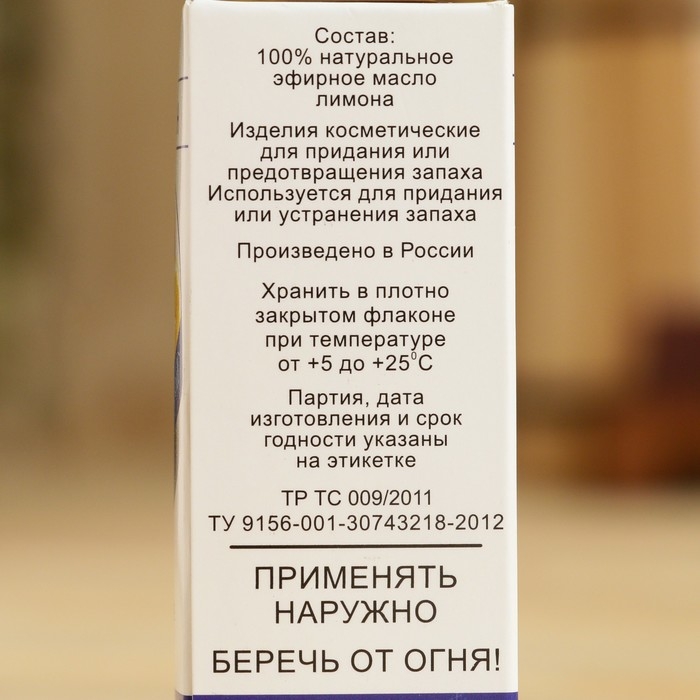 Состав:
100% натуральное
эфирное масло
лимона
Изделия косметические
для придания или
предотвращения запаха
Используется для придания
или устранения запаха
Произведено в России
Хранить в плотно
закрытом флаконе
при температуре
от +5 до +25⁰С
Партия, дата
изготовления и срок
годности указаны
на этикетке
ТР ТС 009/2011
ТУ 9156-001-30743218-2012
ПРИМЕНЯТЬ
НАРУЖНО
БЕРЕЧЬ ОТ ОГНЯ!